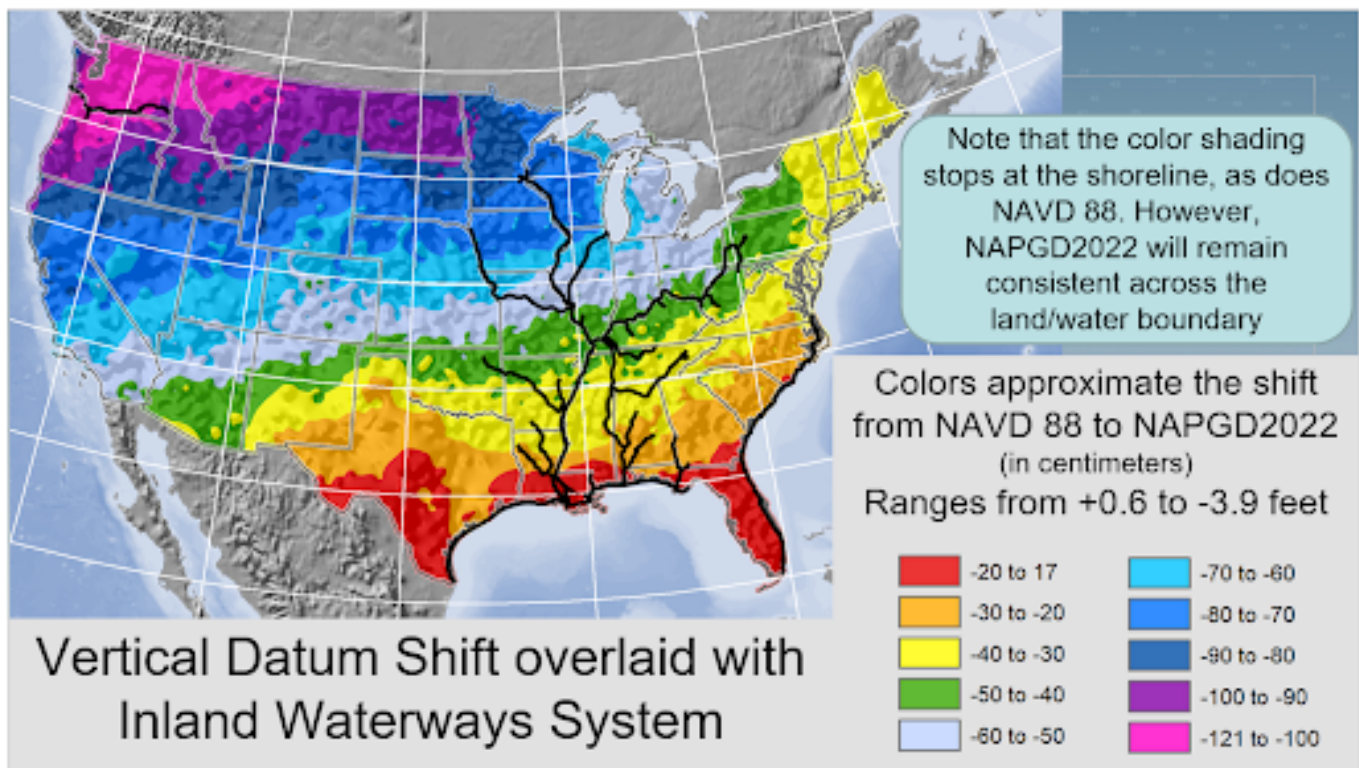 Note that the color shading
stops at the shoreline, as does
NAVD 88. However,
NAPGD2022 will remain
consistent across the
land/water boundary
Colors approximate the shift
from NAVD 88 to NAPGD2022
(in centimeters)
Ranges from +0.6 to -3.9 feet
-20 to 17
-30 to -20
-40 to -30
-50 to -40
-60 to -50
-70 to -60
-80 to -70
-90 to -80
-100 to -90
-121 to -100
Vertical Datum Shift overlaid with
Inland Waterways System